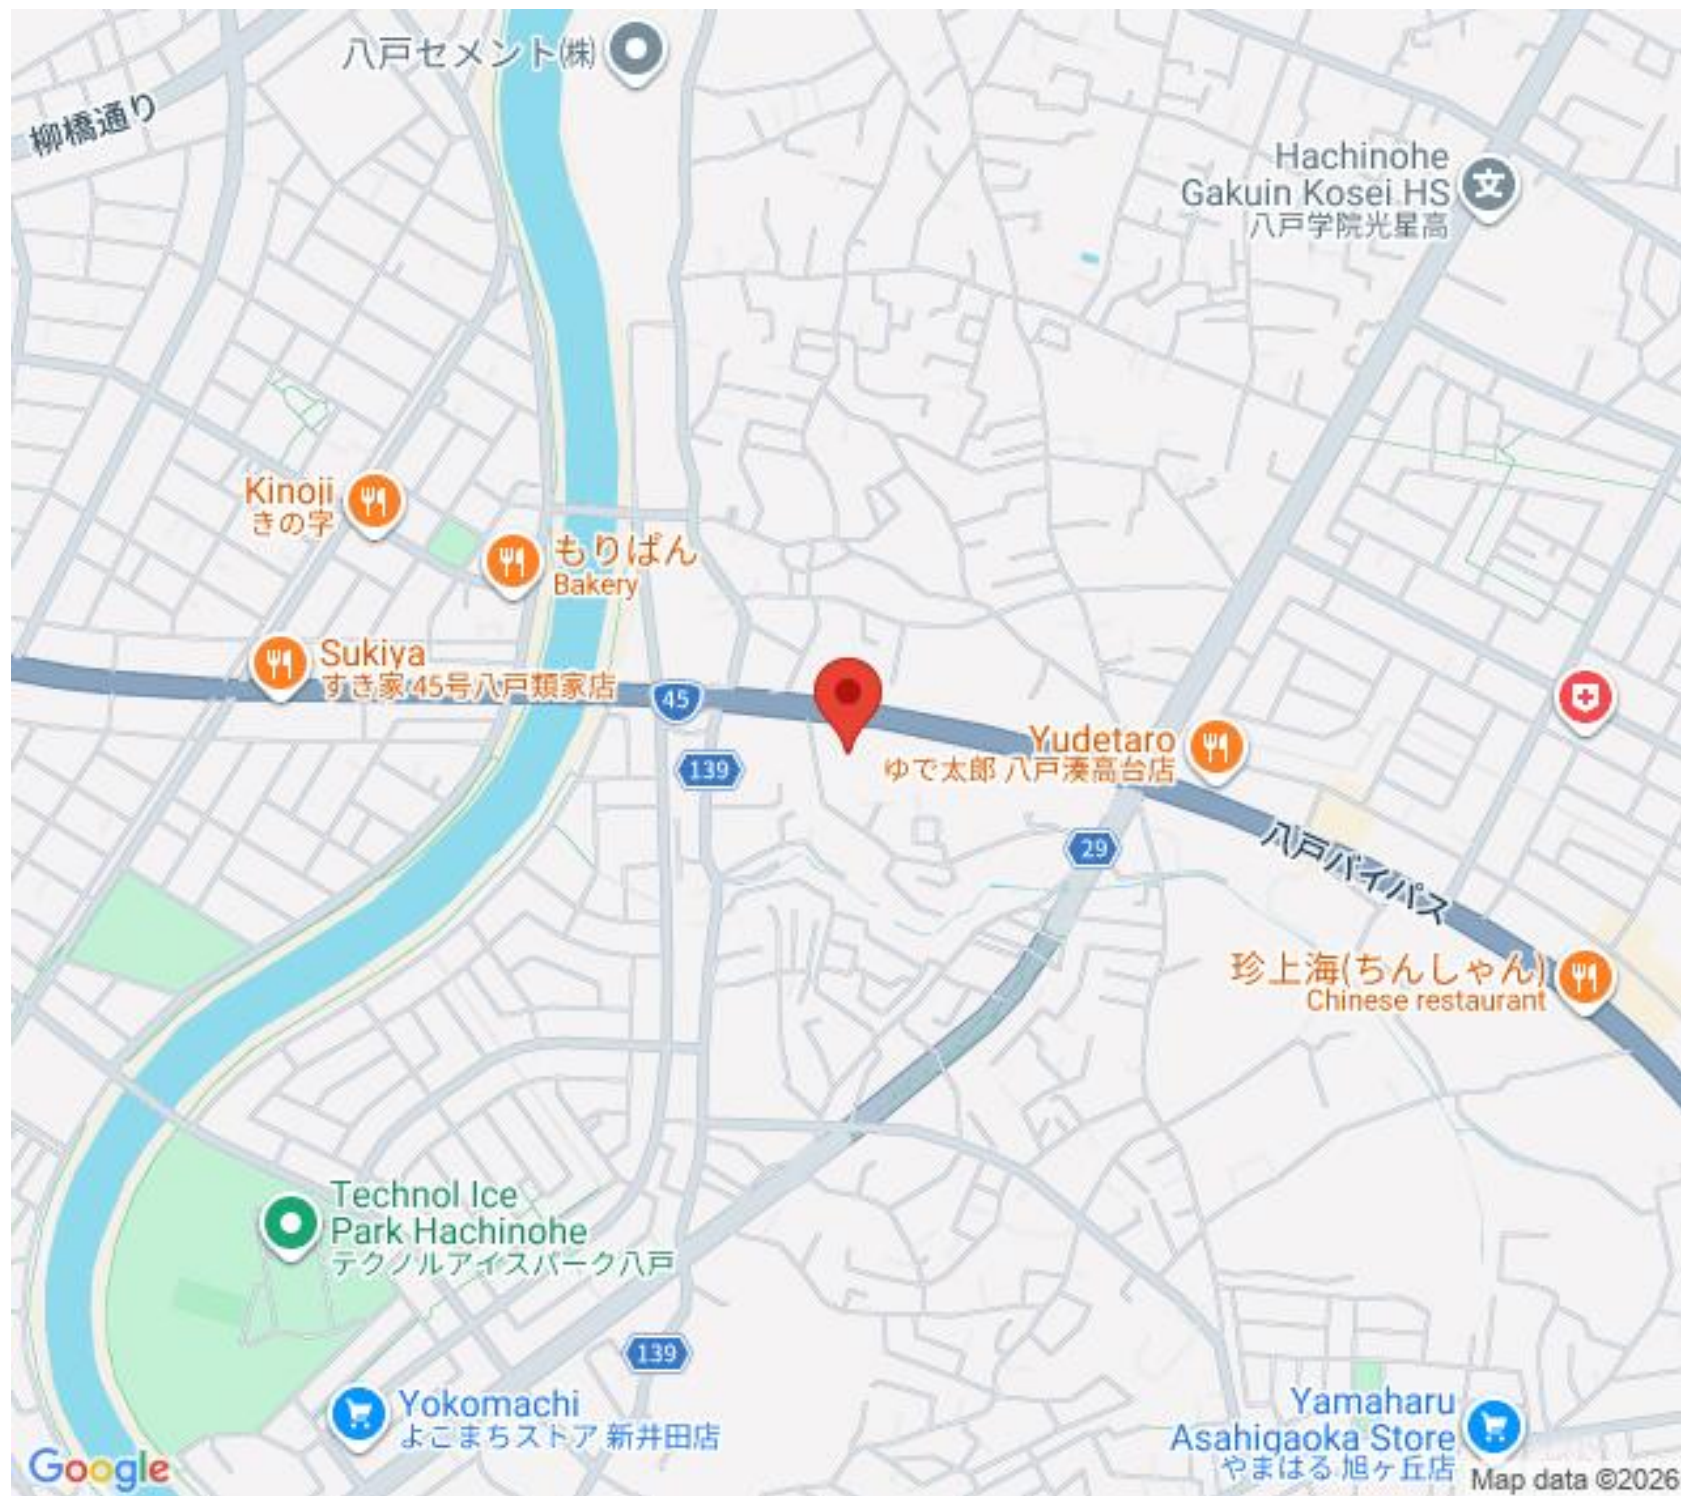 八戸セメント㈱
柳橋通り
Hachinohe
Gakuin Kosei HS
八戸学院光星高
Kinoji
きの字
もりぱん
Bakery
Sukiya
すき家 45号八戸類家店
45
139
Yudetaro
ゆで太郎 八戸湊高台店
29
八戸バイパス
珍上海(ちんしゃん)
Chinese restaurant
Technol Ice
Park Hachinohe
テクノルアイスパーク八戸
139
Yokomachi
よこまちストア 新井田店
Yamaharu
Asahigaoka Store
やまはる 旭ヶ丘店
Google
Map data ©2026